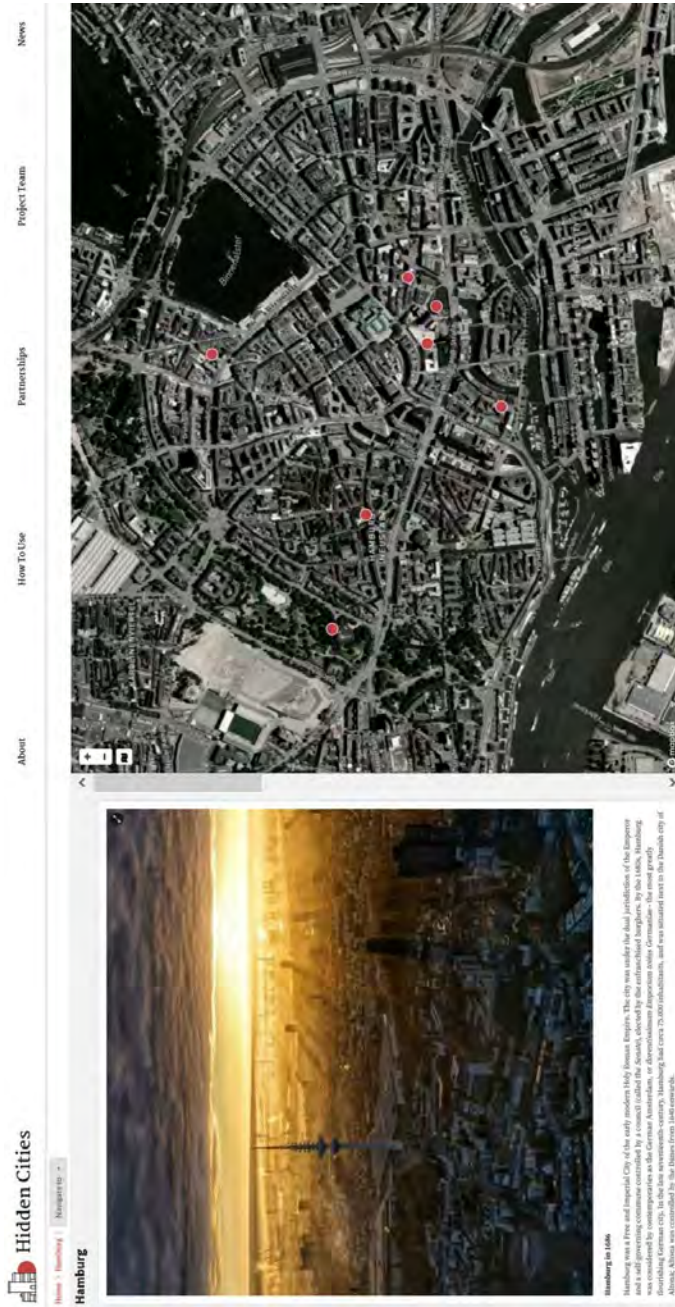 Hidden Cities
About
How To Use
Partnerships
Project Team
News
Home | Hamburg | Navigate to
Hamburg
+
−
Binnenalster
HAMBURG
Elbe
mapbox
Hamburg in 1686
Hamburg was a Free and Imperial City of the early modern Holy Roman Empire. The city was under the dual jurisdiction of the Emperor
and a self-governing commune controlled by a council (called the Senate), elected by the enfranchised burghers. By the 1680s, Hamburg
was considered by contemporaries as the German Amsterdam, or florentissimum Emporium totius Germaniae - the most greatly
flourishing German city. In the late seventeenth-century, Hamburg had circa 75,000 inhabitants, and was situated next to the Danish city of
Altona; Altona was controlled by the Danes from 1640 onwards.